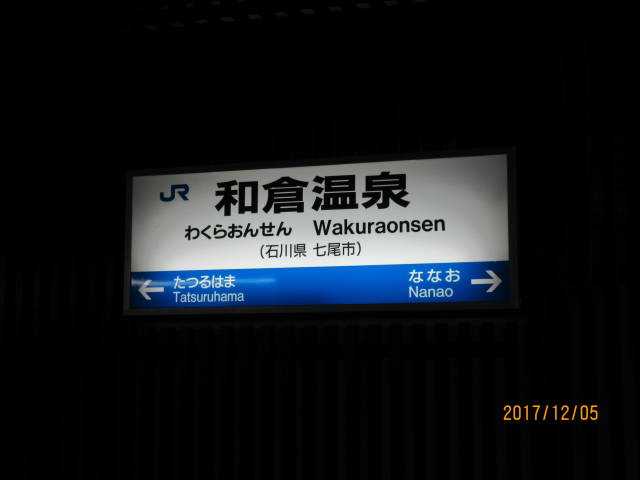 JR 和倉温泉
わくらおんせん Wakuraonsen
(石川県 七尾市)
← たつるはま ななお →
Tatsuruhama Nanao
2017/12/05